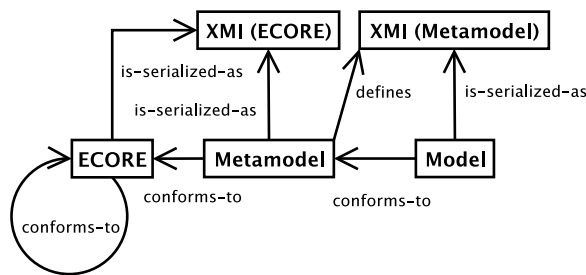 XMI (ECORE)
XMI (Metamodel)
is-serialized-as
defines
is-serialized-as
is-serialized-as
ECORE
Metamodel
Model
conforms-to
conforms-to
conforms-to